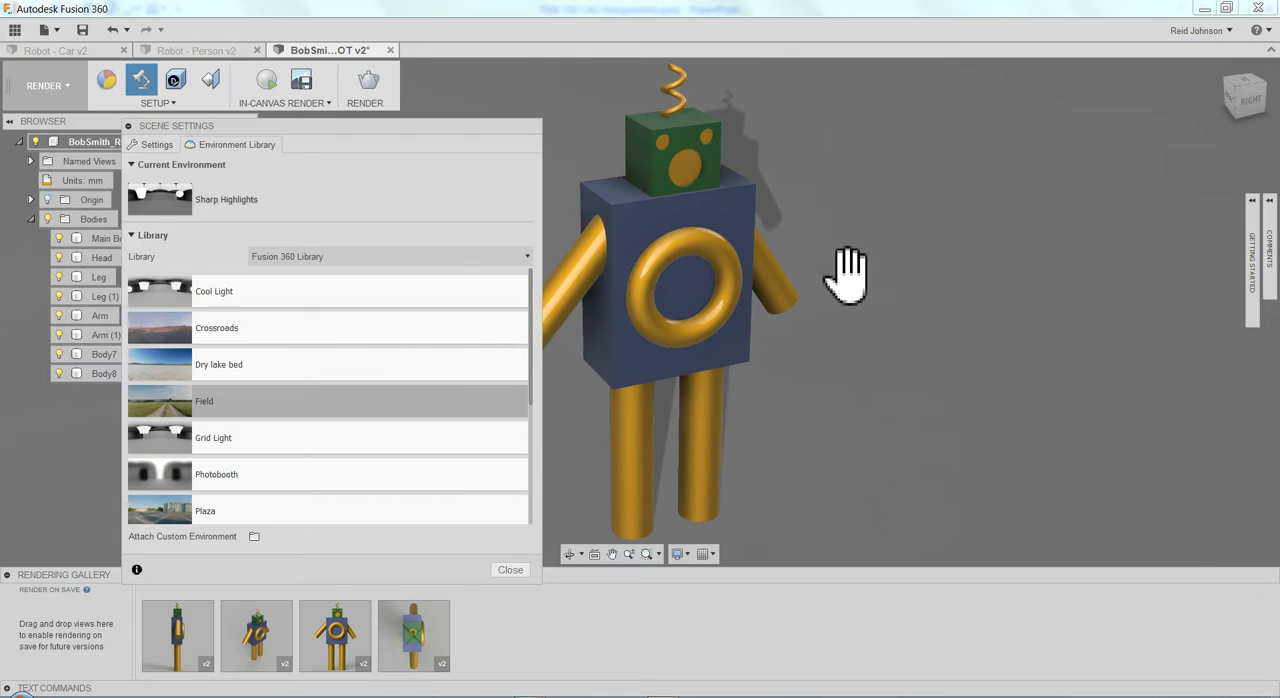 Autodesk Fusion 360
Reid Johnson
Robot - Car v2
Robot - Person v2
BobSmi...OT v2*
RENDER
SETUP
IN-CANVAS RENDER
RENDER
BROWSER
BobSmith_R
Named Views
Units: mm
Origin
Bodies
Main Bo
Head
Leg
Leg (1)
Arm
Arm (1)
Body7
Body8
SCENE SETTINGS
Settings
Environment Library
Current Environment
Sharp Highlights
Library
Library
Fusion 360 Library
Cool Light
Crossroads
Dry lake bed
Field
Grid Light
Photobooth
Plaza
Attach Custom Environment
Close
RIGHT
GETTING STARTED
COMMENTS
RENDERING GALLERY
RENDER ON SAVE
Drag and drop views here
to enable rendering on
save for future versions
v2
v2
v2
v2
TEXT COMMANDS